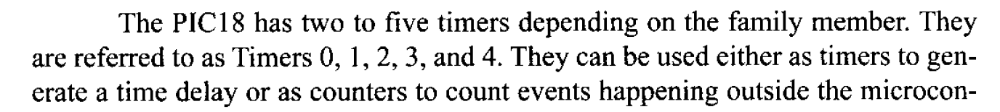 The PIC18 has two to five timers depending on the family member. They
are referred to as Timers 0, 1, 2, 3, and 4. They can be used either as timers to gen-
erate a time delay or as counters to count events happening outside the microcon-